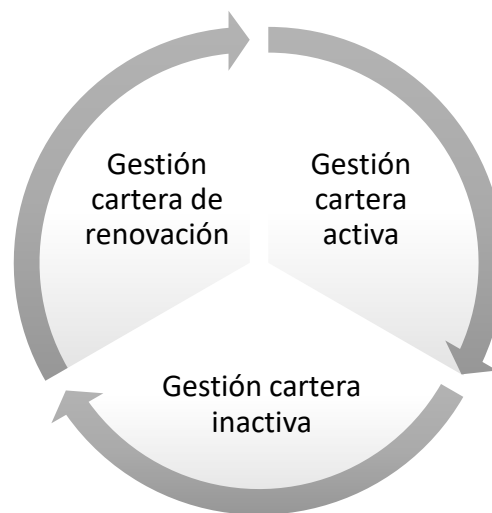 Gestión
cartera de
renovación
Gestión
cartera
activa
Gestión cartera
inactiva